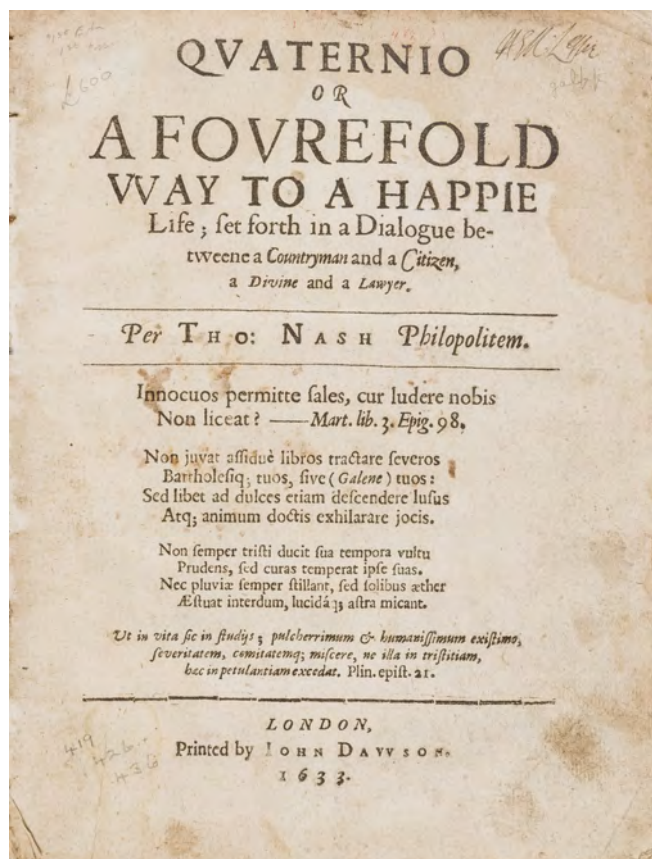 £600
QVATERNIO
OR
A FOVREFOLD
VVAY TO A HAPPIE
Life ; ſet forth in a Dialogue be-
tweene a Countryman and a Citizen,
a Divine and a Lawyer.
Per THO: NASH Philopolitem.
Innocuos permitte ſales, cur ludere nobis
Non liceat ? —— Mart. lib. 3. Epig. 98.
Non juvat aſſiduè libros tractare ſeveros
Bartholeſiq; tuos, ſive ( Galene ) tuos :
Sed libet ad dulces etiam deſcendere luſus
Atq; animum doctis exhilarare jocis.
Non ſemper triſti ducit ſua tempora vultu
Prudens, ſed curas temperat ipſe ſuas.
Nec pluviæ ſemper ſtillant, ſed ſolibus æther
Æſtuat interdum, lucidáq; aſtra micant.
Ut in vita ſic in ſtudijs ; pulcherrimum & humaniſſimum exiſtimo,
ſeveritatem, comitatemq; miſcere, ne illa in triſtitiam,
hæc in petulantiam excedat. Plin. epiſt. 21.
LONDON,
Printed by IOHN DAVVSON.
1633.
419
426
436